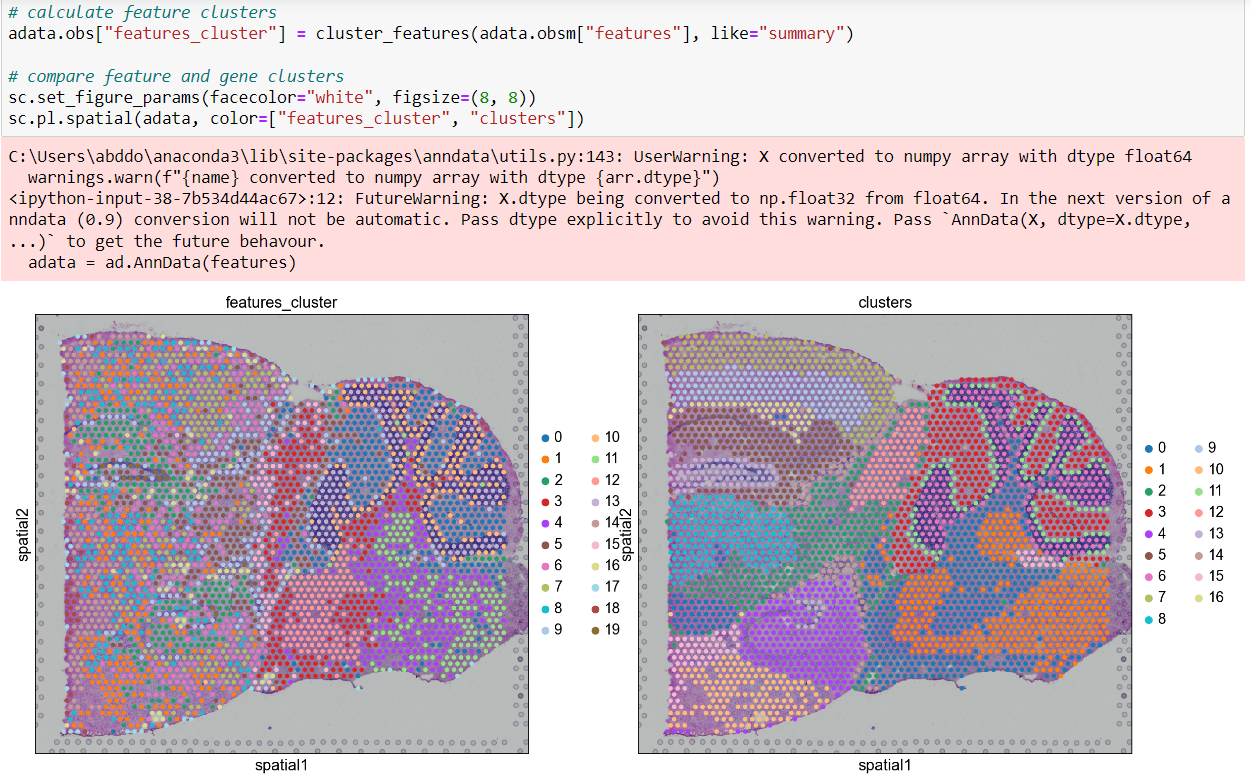 # calculate feature clusters
adata.obs["features_cluster"] = cluster_features(adata.obsm["features"], like="summary")
# compare feature and gene clusters
sc.set_figure_params(facecolor="white", figsize=(8, 8))
sc.pl.spatial(adata, color=["features_cluster", "clusters"])
C:\Users\abddo\anaconda3\lib\site-packages\anndata\utils.py:143: UserWarning: X converted to numpy array with dtype float64
warnings.warn(f"{name} converted to numpy array with dtype {arr.dtype}")
<ipython-input-38-7b534d44ac67>:12: FutureWarning: X.dtype being converted to np.float32 from float64. In the next version of a
nndata (0.9) conversion will not be automatic. Pass dtype explicitly to avoid this warning. Pass `AnnData(X, dtype=X.dtype,
...)` to get the future behavour.
adata = ad.AnnData(features)
features_cluster
spatial2
0 10
1 11
2 12
3 13
4 14
5 15
6 16
7 17
8 18
9 19
spatial1
clusters
spatial2
0 9
1 10
2 11
3 12
4 13
5 14
6 15
7 16
8
spatial1